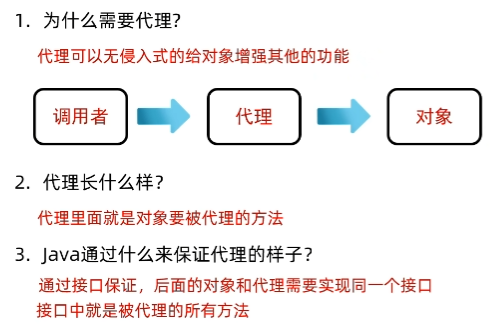 1. 为什么需要代理?
代理可以无侵入式的给对象增强其他的功能
调用者
代理
对象
2. 代理长什么样?
代理里面就是对象要被代理的方法
3. Java通过什么来保证代理的样子?
通过接口保证，后面的对象和代理需要实现同一个接口
接口中就是被代理的所有方法